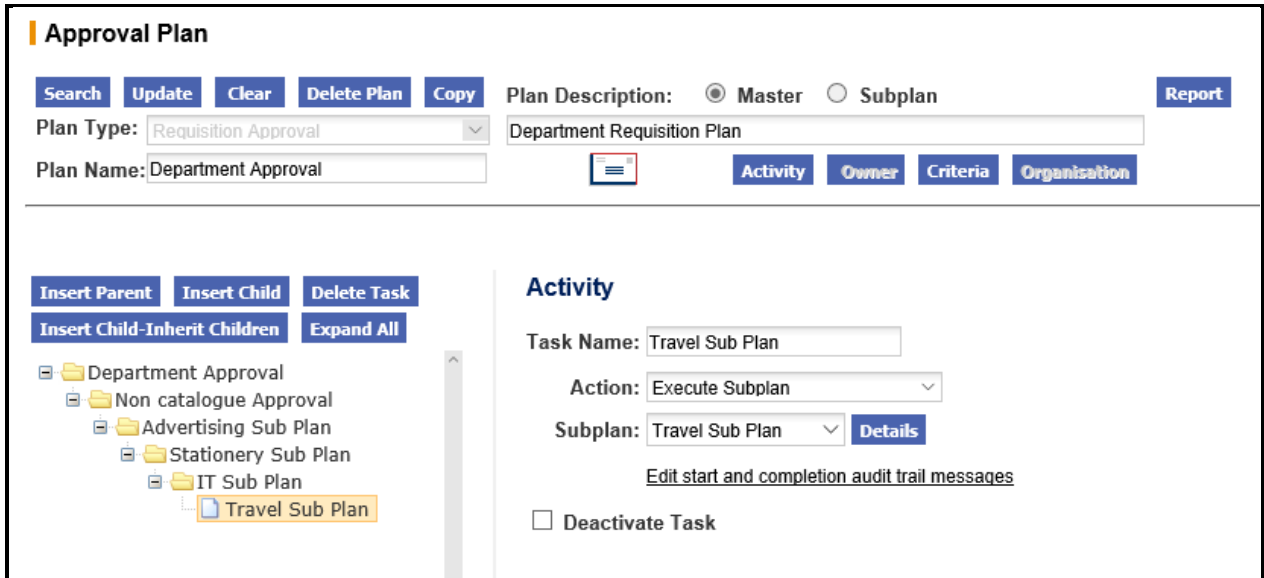 Approval Plan
Search Update Clear Delete Plan Copy Plan Description: Master Subplan Report
Plan Type: Requisition Approval Department Requisition Plan
Plan Name: Department Approval Activity Owner Criteria Organisation
Insert Parent Insert Child Delete Task
Insert Child-Inherit Children Expand All
Department Approval
Non catalogue Approval
Advertising Sub Plan
Stationery Sub Plan
IT Sub Plan
Travel Sub Plan
Activity
Task Name: Travel Sub Plan
Action: Execute Subplan
Subplan: Travel Sub Plan Details
Edit start and completion audit trail messages
Deactivate Task